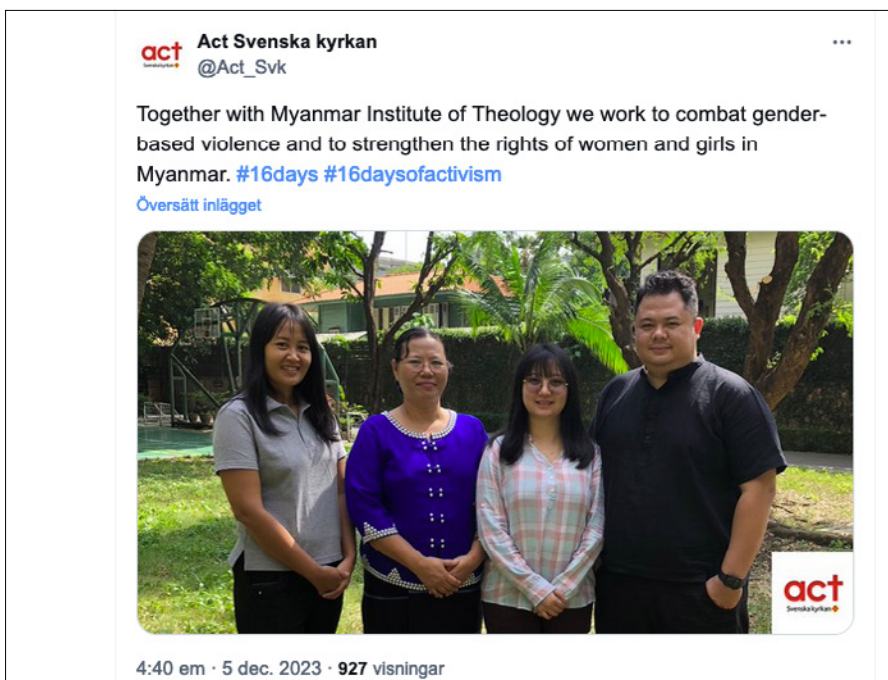 act
Svenska kyrkan
Act Svenska kyrkan
@Act_Svk
Together with Myanmar Institute of Theology we work to combat gender-
based violence and to strengthen the rights of women and girls in
Myanmar. #16days #16daysofactivism
Översätt inlägget
act
Svenska kyrkan
4:40 em · 5 dec. 2023 · 927 visningar